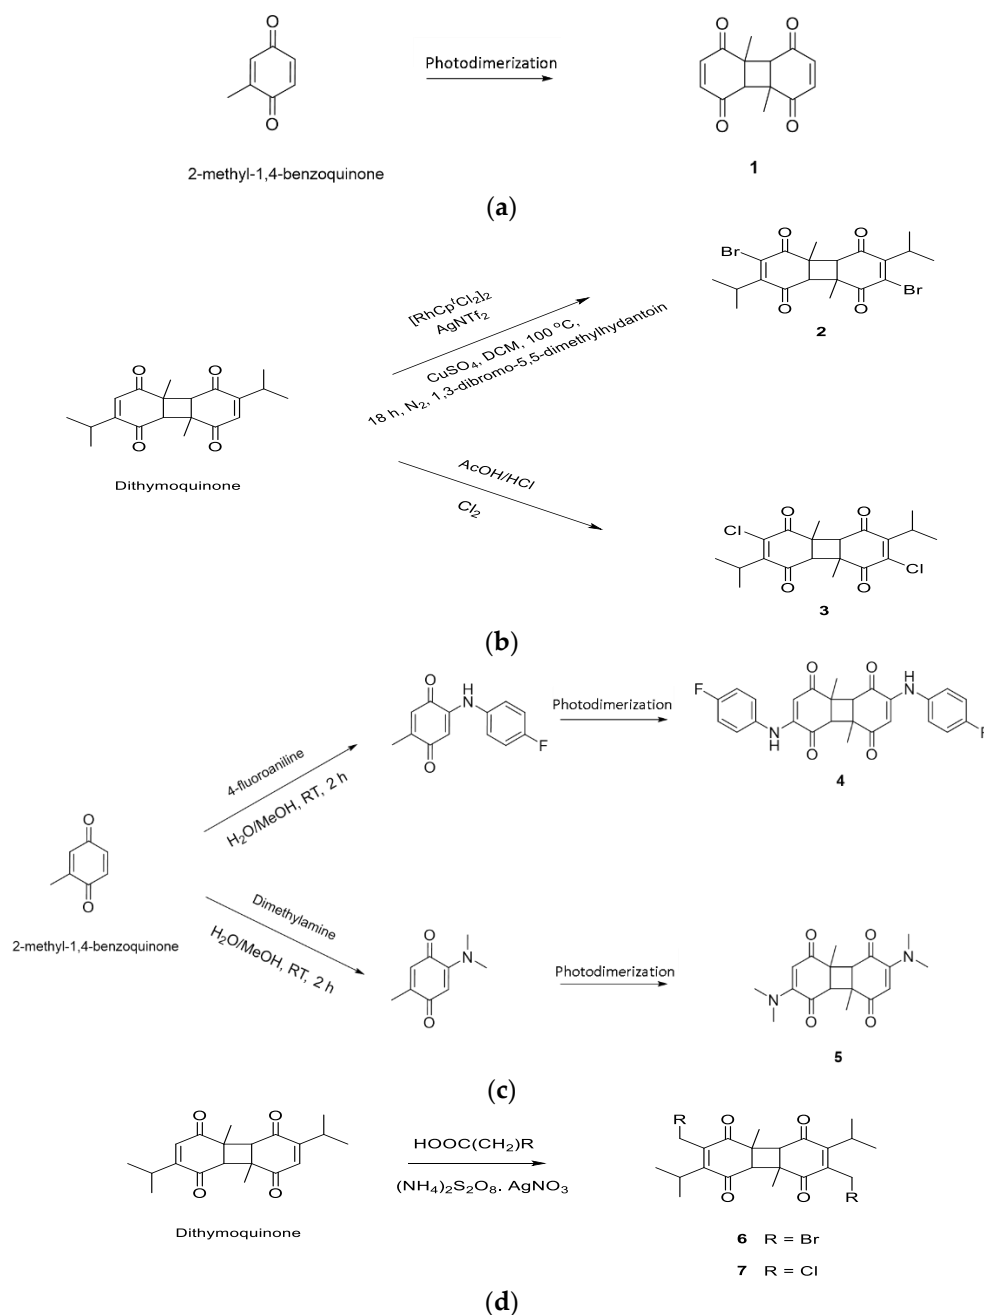 O
O
Photodimerization
O
O
O
O
2-methyl-1,4-benzoquinone
1
(a)
O
O
Br
Br
O
O
2
[RhCpᵗCl₂]₂
AgNTf₂
CuSO₄, DCM, 100 °C,
18 h, N₂, 1,3-dibromo-5,5-dimethylhydantoin
O
O
O
O
Dithymoquinone
AcOH/HCl
Cl₂
O
O
Cl
Cl
O
O
3
(b)
O
H
N
F
O
Photodimerization
O
O
H
N
F
F
N
H
O
O
4
4-fluoroaniline
H₂O/MeOH, RT, 2 h
O
O
2-methyl-1,4-benzoquinone
Dimethylamine
H₂O/MeOH, RT, 2 h
O
N
O
Photodimerization
O
O
N
N
O
O
5
(c)
O
O
O
O
Dithymoquinone
HOOC(CH₂)R
(NH₄)₂S₂O₈. AgNO₃
R
O
O
O
O
R
6 R = Br
7 R = Cl
(d)